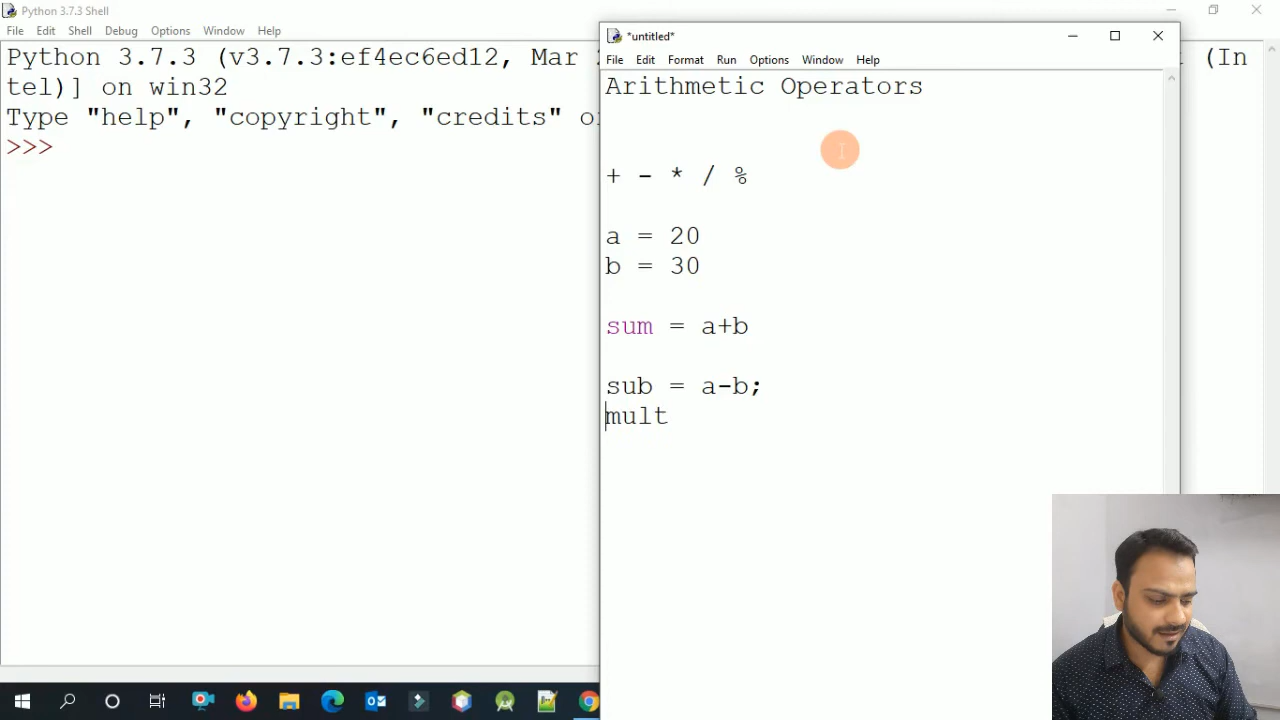 Python 3.7.3 Shell
File Edit Shell Debug Options Window Help
Python 3.7.3 (v3.7.3:ef4ec6ed12, Mar (In
tel)] on win32
Type "help", "copyright", "credits"
>>>
*untitled*
File Edit Format Run Options Window Help
Arithmetic Operators
+ - * / %
a = 20
b = 30
sum = a+b
sub = a-b;
mult